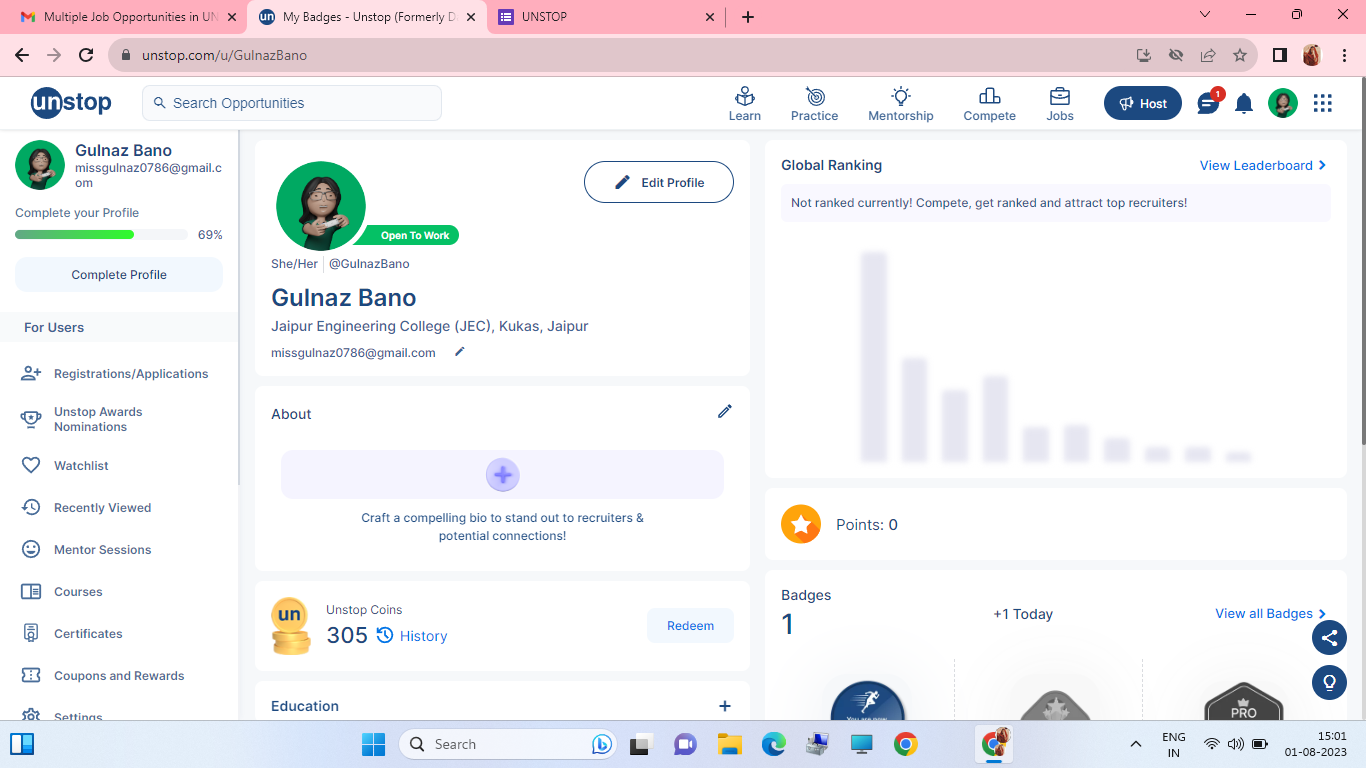 Multiple Job Opportunities in UN
My Badges - Unstop (Formerly D
UNSTOP
unstop.com/u/GulnazBano
unstop
Search Opportunities
Learn
Practice
Mentorship
Compete
Jobs
Host
1
Gulnaz Bano
missgulnaz0786@gmail.c
om
Complete your Profile
69%
Complete Profile
For Users
Registrations/Applications
Unstop Awards
Nominations
Watchlist
Recently Viewed
Mentor Sessions
Courses
Certificates
Coupons and Rewards
Settings
Edit Profile
Open To Work
She/Her
@GulnazBano
Gulnaz Bano
Jaipur Engineering College (JEC), Kukas, Jaipur
missgulnaz0786@gmail.com
About
Craft a compelling bio to stand out to recruiters &
potential connections!
un
Unstop Coins
305
History
Redeem
Education
Global Ranking
View Leaderboard
Not ranked currently! Compete, get ranked and attract top recruiters!
Points: 0
Badges
1
+1 Today
View all Badges
You are now
PRO
Search
ENG
IN
15:01
01-08-2023